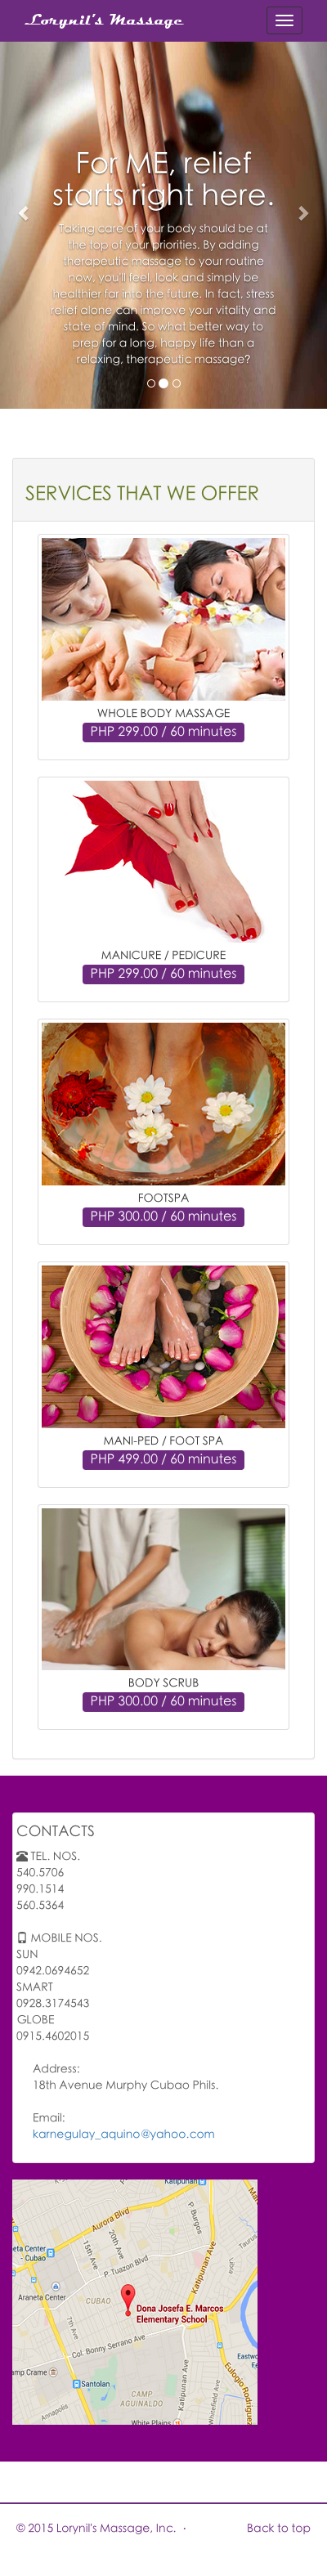 Lorynil's Massage
For ME, relief
starts right here.
Taking care of your body should be at
the top of your priorities. By adding
therapeutic massage to your routine
now, you'll feel, look and simply be
healthier far into the future. In fact, stress
relief alone can improve your vitality and
state of mind. So what better way to
prep for a long, happy life than a
relaxing, therapeutic massage?
SERVICES THAT WE OFFER
WHOLE BODY MASSAGE
PHP 299.00 / 60 minutes
MANICURE / PEDICURE
PHP 299.00 / 60 minutes
FOOTSPA
PHP 300.00 / 60 minutes
MANI-PED / FOOT SPA
PHP 499.00 / 60 minutes
BODY SCRUB
PHP 300.00 / 60 minutes
CONTACTS
TEL. NOS.
540.5706
990.1514
560.5364
MOBILE NOS.
SUN
0942.0694652
SMART
0928.3174543
GLOBE
0915.4602015
Address:
18th Avenue Murphy Cubao Phils.
Email:
karnegulay_aquino@yahoo.com
Katipunan
Aurora Blvd
P. Burgos
Ma
20th Ave
15th Ave
neta Center
- Cubao
P. Tuazon Blvd
Katipunan Ave
Araneta Center
CUBAO
Dona Josefa E. Marcos
Elementary School
7th Ave
Col. Bonny Serrano Ave
Eastwo
amp Crame
Santolan
CAMP
AGUINALDO
Eulogio Rodriguez
Katipunan Ave
Whitefields
White Plains
© 2015 Lorynil's Massage, Inc. ·
Back to top